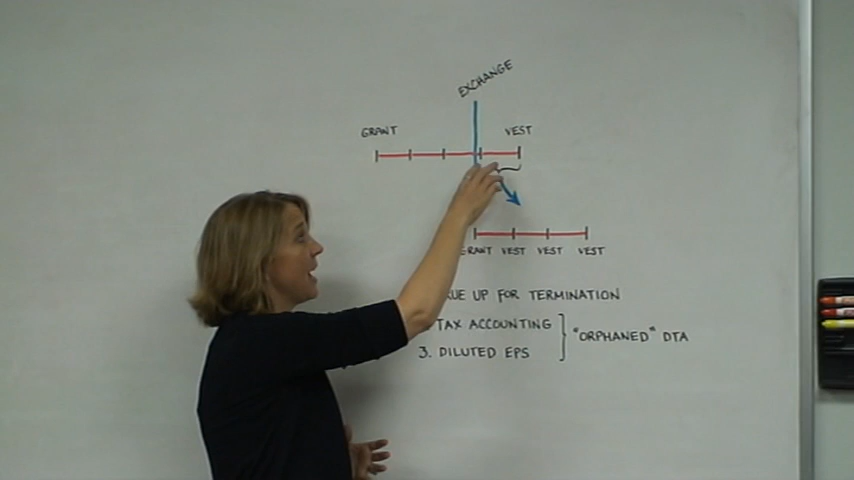 EXCHANGE
GRANT VEST
GRANT VEST VEST VEST
UE UP FOR TERMINATION
TAX ACCOUNTING
"ORPHANED" DTA
3. DILUTED EPS